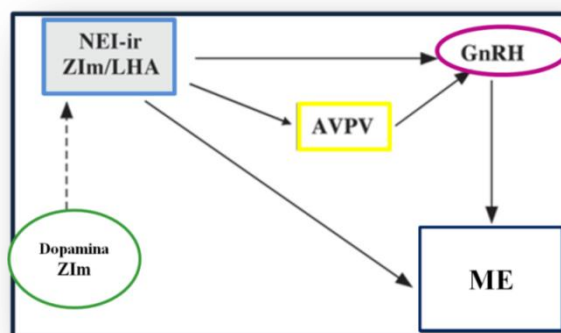 NEI-ir
ZIm/LHA
GnRH
AVPV
Dopamina
ZIm
ME